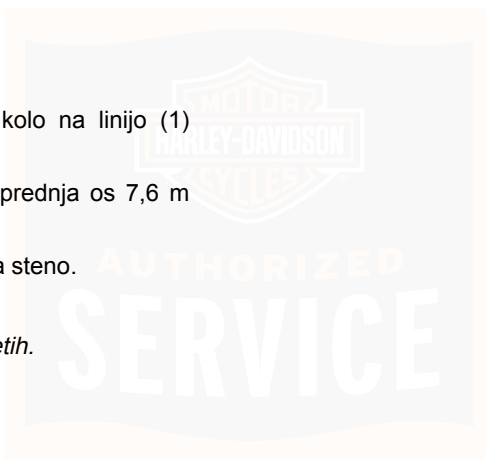 kolo na linijo (1)
prednja os 7,6 m
a steno.
etih.
MOTOR
HARLEY-DAVIDSON
CYCLES
AUTHORIZED
SERVICE